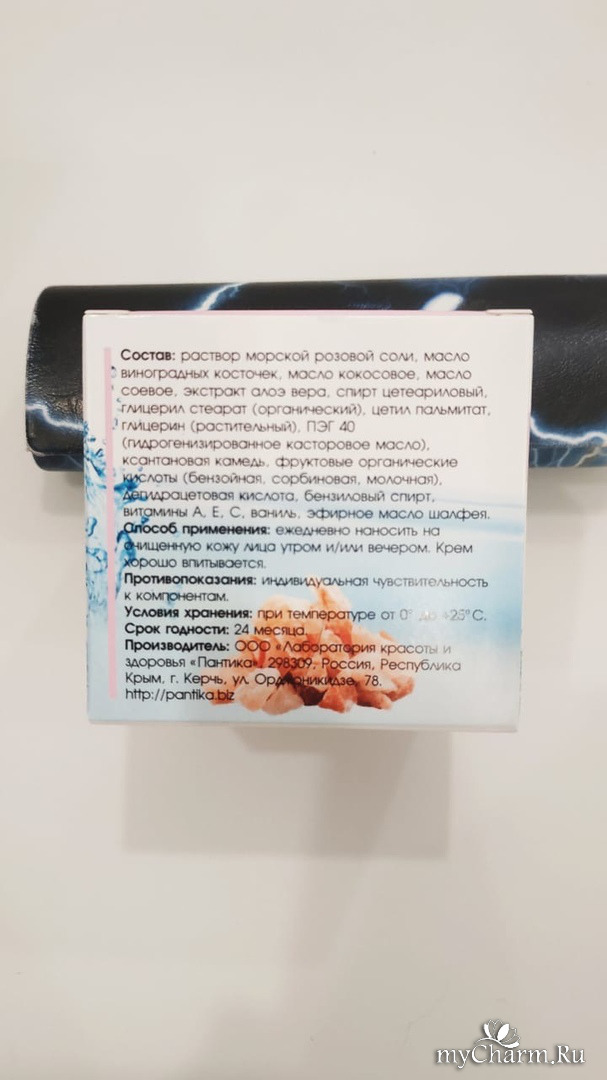 Состав: раствор морской розовой соли, масло
виноградных косточек, масло кокосовое, масло
соевое, экстракт алоэ вера, спирт цетеариловый,
глицерил стеарат (органический), цетил пальмитат,
глицерин (растительный), ПЭГ 40
(гидрогенизированное касторовое масло),
ксантановая камедь, фруктовые органические
кислоты (бензойная, сорбиновая, молочная),
дегидрацетовая кислота, бензиловый спирт,
витамины А, Е, С, ваниль, эфирное масло шалфея.
Способ применения: ежедневно наносить на
очищенную кожу лица утром и/или вечером. Крем
хорошо впитывается.
Противопоказания: индивидуальная чувствительность
к компонентам.
Условия хранения: при температуре от 0° до +25°С.
Срок годности: 24 месяца.
Производитель: ООО «Лаборатория красоты и
здоровья «Пантика» 298309, Россия, Республика
Крым, г. Керчь, ул. Орджоникидзе, 78.
http://pantika.biz
myCharm.Ru